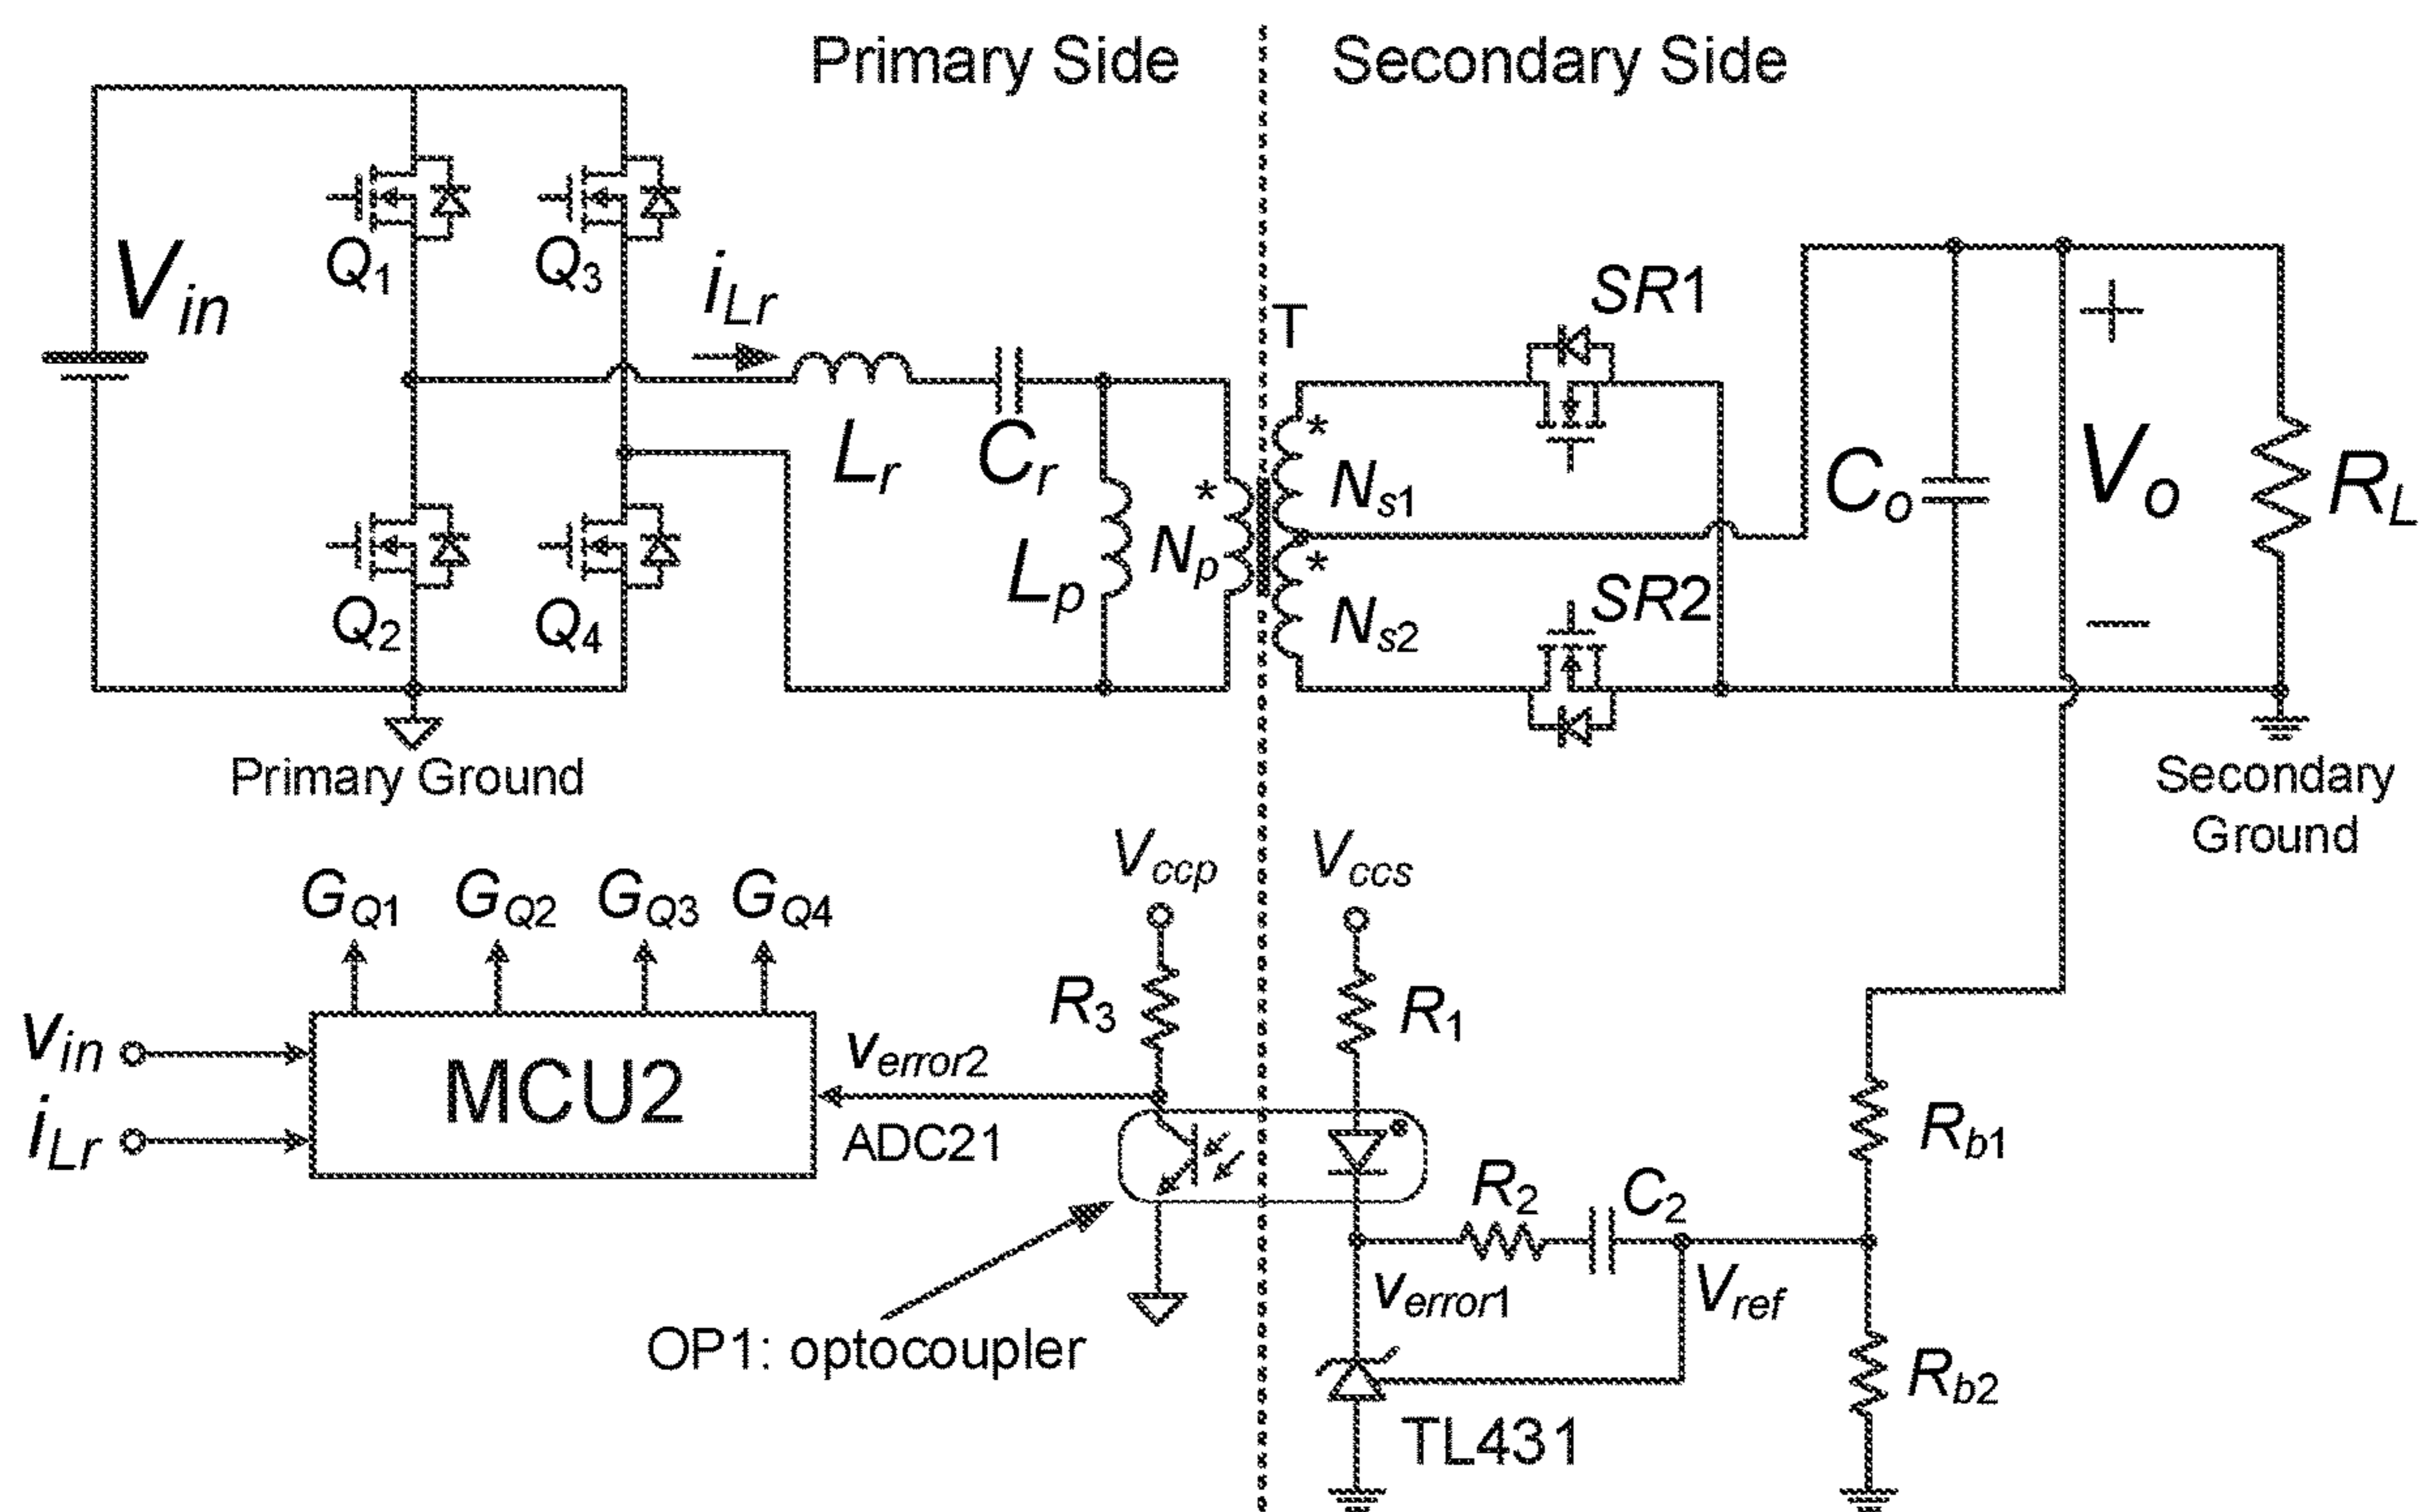 Primary Side
Secondary Side
Vin
Q1
Q3
iLr
Lr
Cr
Q2
Q4
Lp
Np
*
T
*
Ns1
*
Ns2
SR1
SR2
Co
+
Vo
−
RL
Primary Ground
Secondary
Ground
GQ1
GQ2
GQ3
GQ4
Vccp
Vccs
R3
R1
vin
iLr
MCU2
verror2
ADC21
Rb1
R2
C2
verror1
Vref
OP1: optocoupler
Rb2
TL431